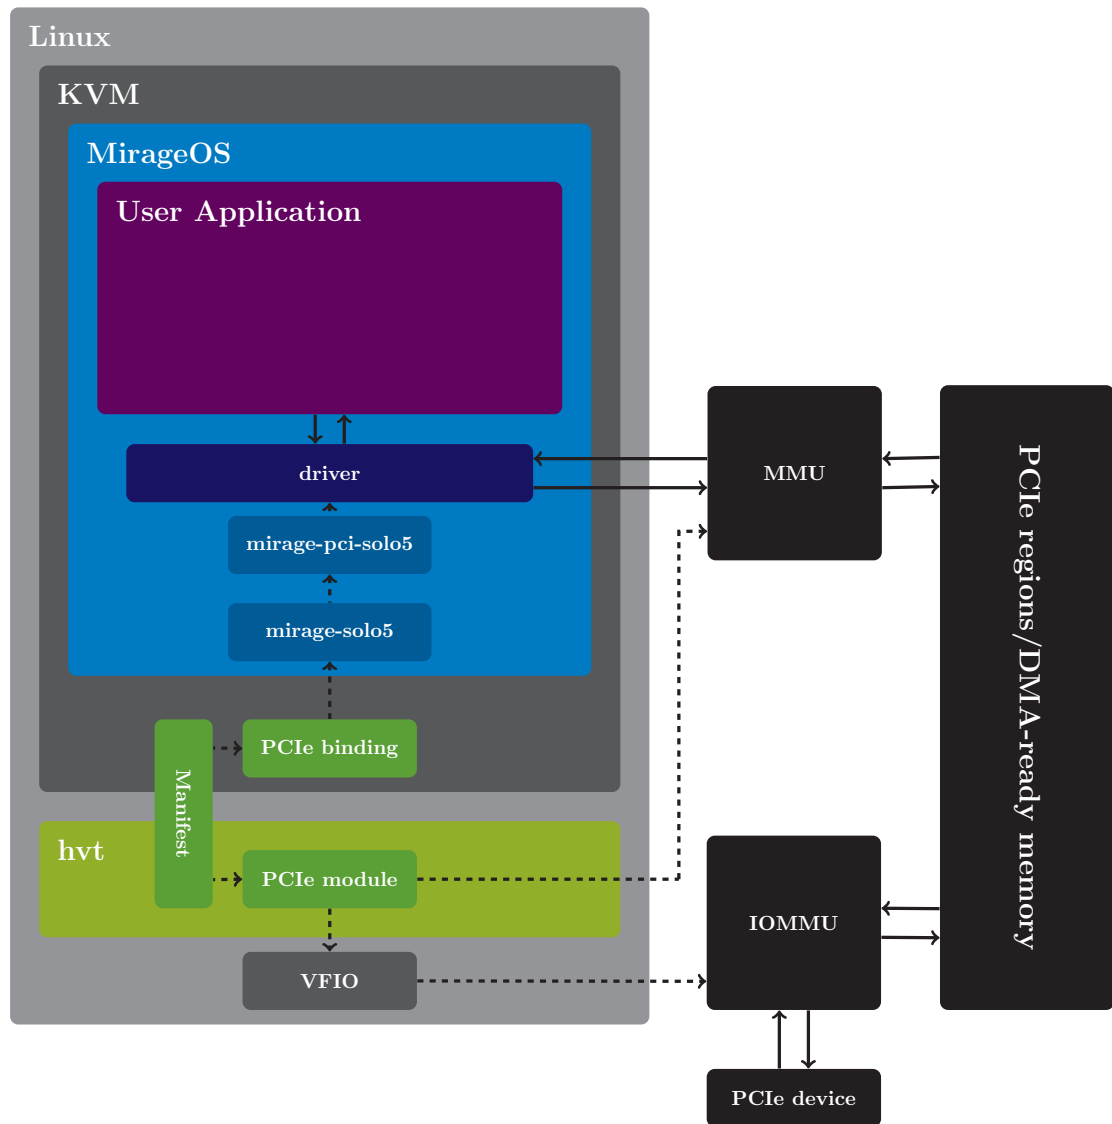 Linux
KVM
MirageOS
User Application
driver
mirage-pci-solo5
mirage-solo5
PCIe binding
Manifest
hvt
PCIe module
VFIO
MMU
IOMMU
PCIe device
PCIe regions/DMA-ready memory